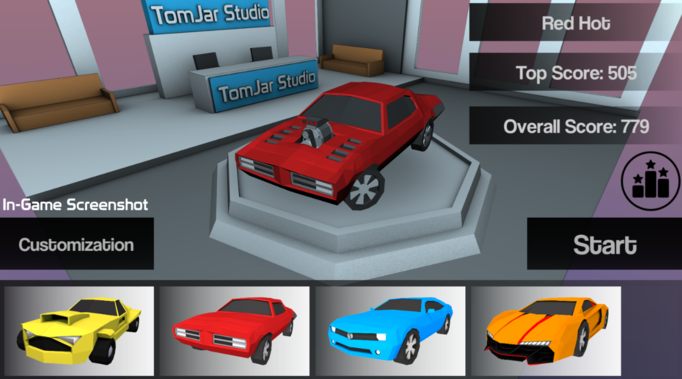 TomJar Studio
Red Hot
Top Score: 505
TomJar Studio
Overall Score: 779
In-Game Screenshot
Customization
Start